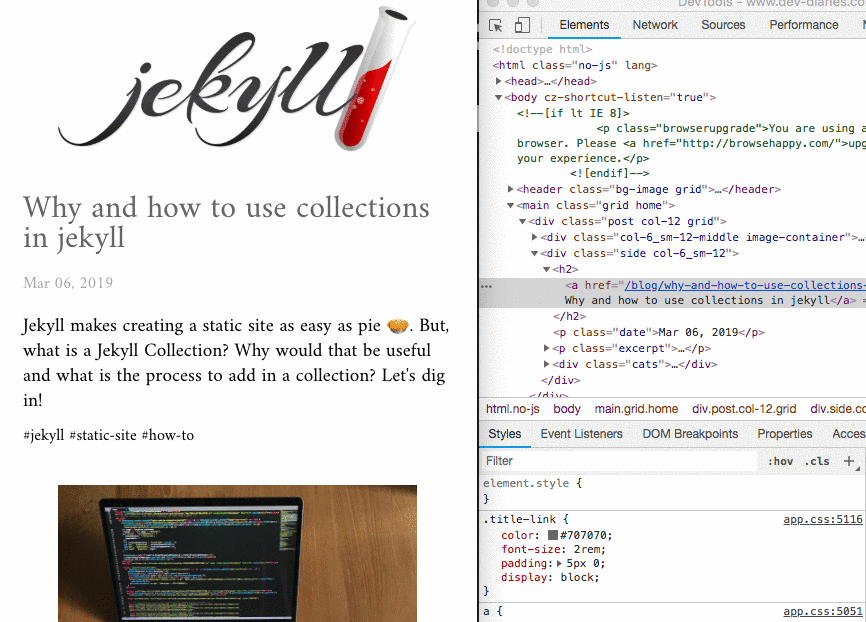 jekyll
Why and how to use collections
in jekyll
Mar 06, 2019
Jekyll makes creating a static site as easy as pie 🥧. But,
what is a Jekyll Collection? Why would that be useful
and what is the process to add in a collection? Let's dig
in!
#jekyll #static-site #how-to
DevTools - www.dev-diaries.co
Elements Network Sources Performance
<!doctype html>
<html class="no-js" lang>
▶<head>…</head>
▼<body cz-shortcut-listen="true">
<!--[if lt IE 8]>
<p class="browserupgrade">You are using a
browser. Please <a href="http://browsehappy.com/">upg
your experience.</p>
<![endif]-->
▶<header class="bg-image grid">…</header>
▼<main class="grid home">
▼<div class="post col-12 grid">
▶<div class="col-6_sm-12-middle image-container">…
▼<div class="side col-6_sm-12">
▼<h2>
<a href="/blog/why-and-how-to-use-collections-
Why and how to use collections in jekyll</a> =
</h2>
<p class="date">Mar 06, 2019</p>
▶<p class="excerpt">…</p>
▶<div class="cats">…</div>
</div>
</div>
html.no-js body main.grid.home div.post.col-12.grid div.side.co
Styles Event Listeners DOM Breakpoints Properties Acces
Filter :hov .cls +
element.style {
}
.title-link { app.css:5116
color: #707070;
font-size: 2rem;
padding:▶5px 0;
display: block;
}
a { app.css:5051